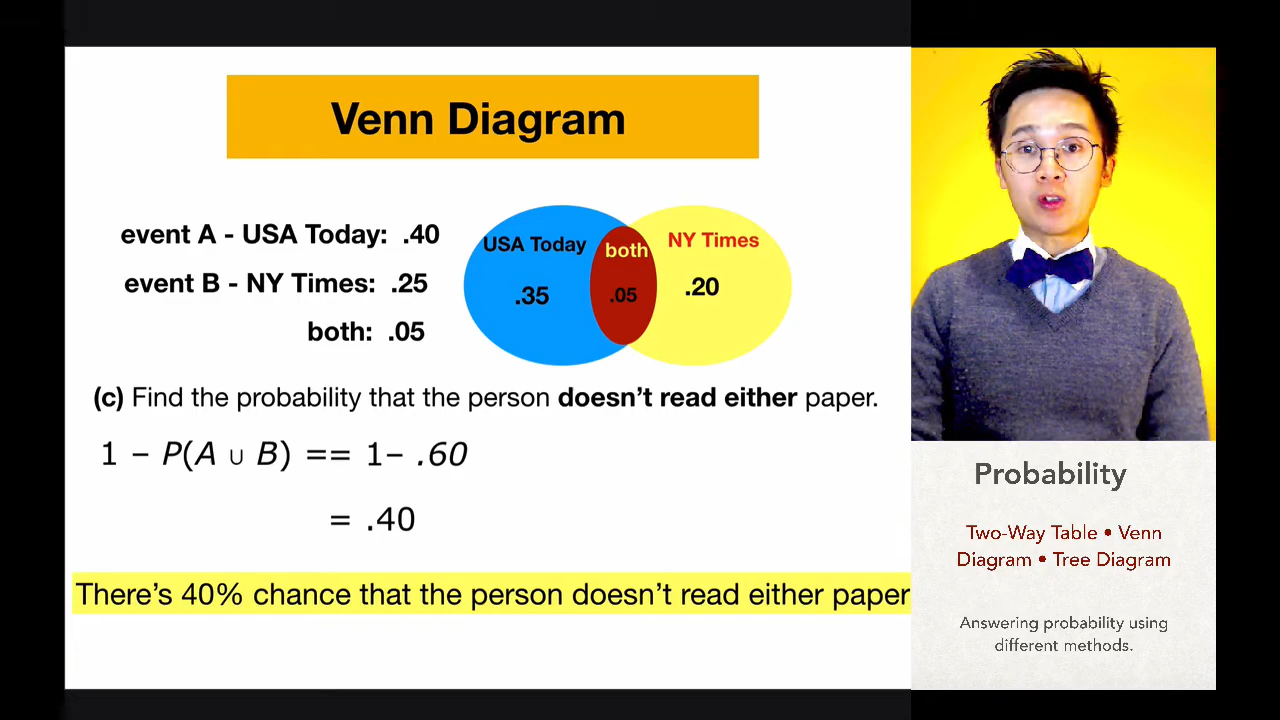 Venn Diagram
event A - USA Today: .40
event B - NY Times: .25
both: .05
USA Today
both
NY Times
.35
.05
.20
(c) Find the probability that the person doesn't read either paper.
1 − P(A ∪ B) == 1− .60
= .40
There's 40% chance that the person doesn't read either paper
Probability
Two-Way Table • Venn
Diagram • Tree Diagram
Answering probability using
different methods.